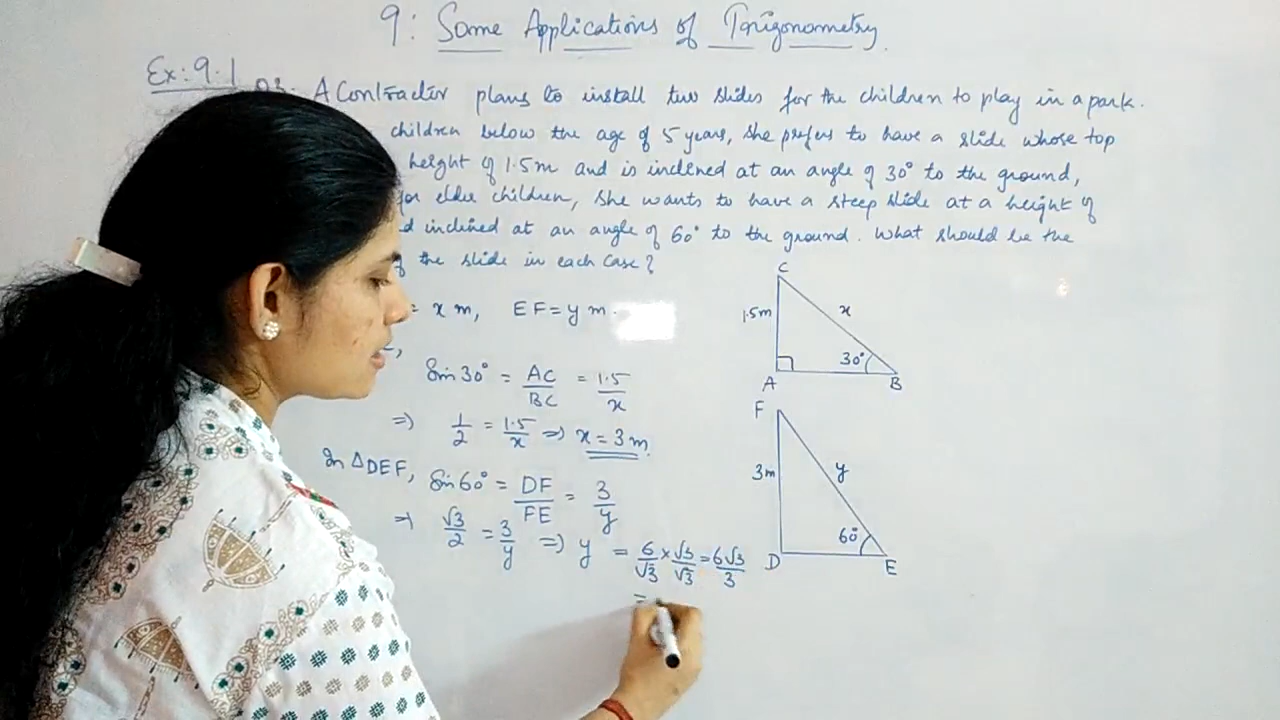 9: Some Applications of Trigonometry
Ex: 9.1 Q3: A Contractor plans to install two slides for the children to play in a park.
children below the age of 5 years, she prefers to have a slide whose top
height of 1.5m and is inclined at an angle of 30° to the ground,
for elder children, she wants to have a steep slide at a height of
inclined at an angle of 60° to the ground. What should be the
the slide in each case?
= x m, EF = y m.
Sin 30° = AC/BC = 1.5/x
=> 1/2 = 1.5/x => x = 3 m.
In ΔDEF, Sin 60° = DF/FE = 3/y
=> √3/2 = 3/y => y = 6/√3 × √3/√3 = 6√3/3
=
C
1.5m x
30°
A B
F
3m y
60°
D E